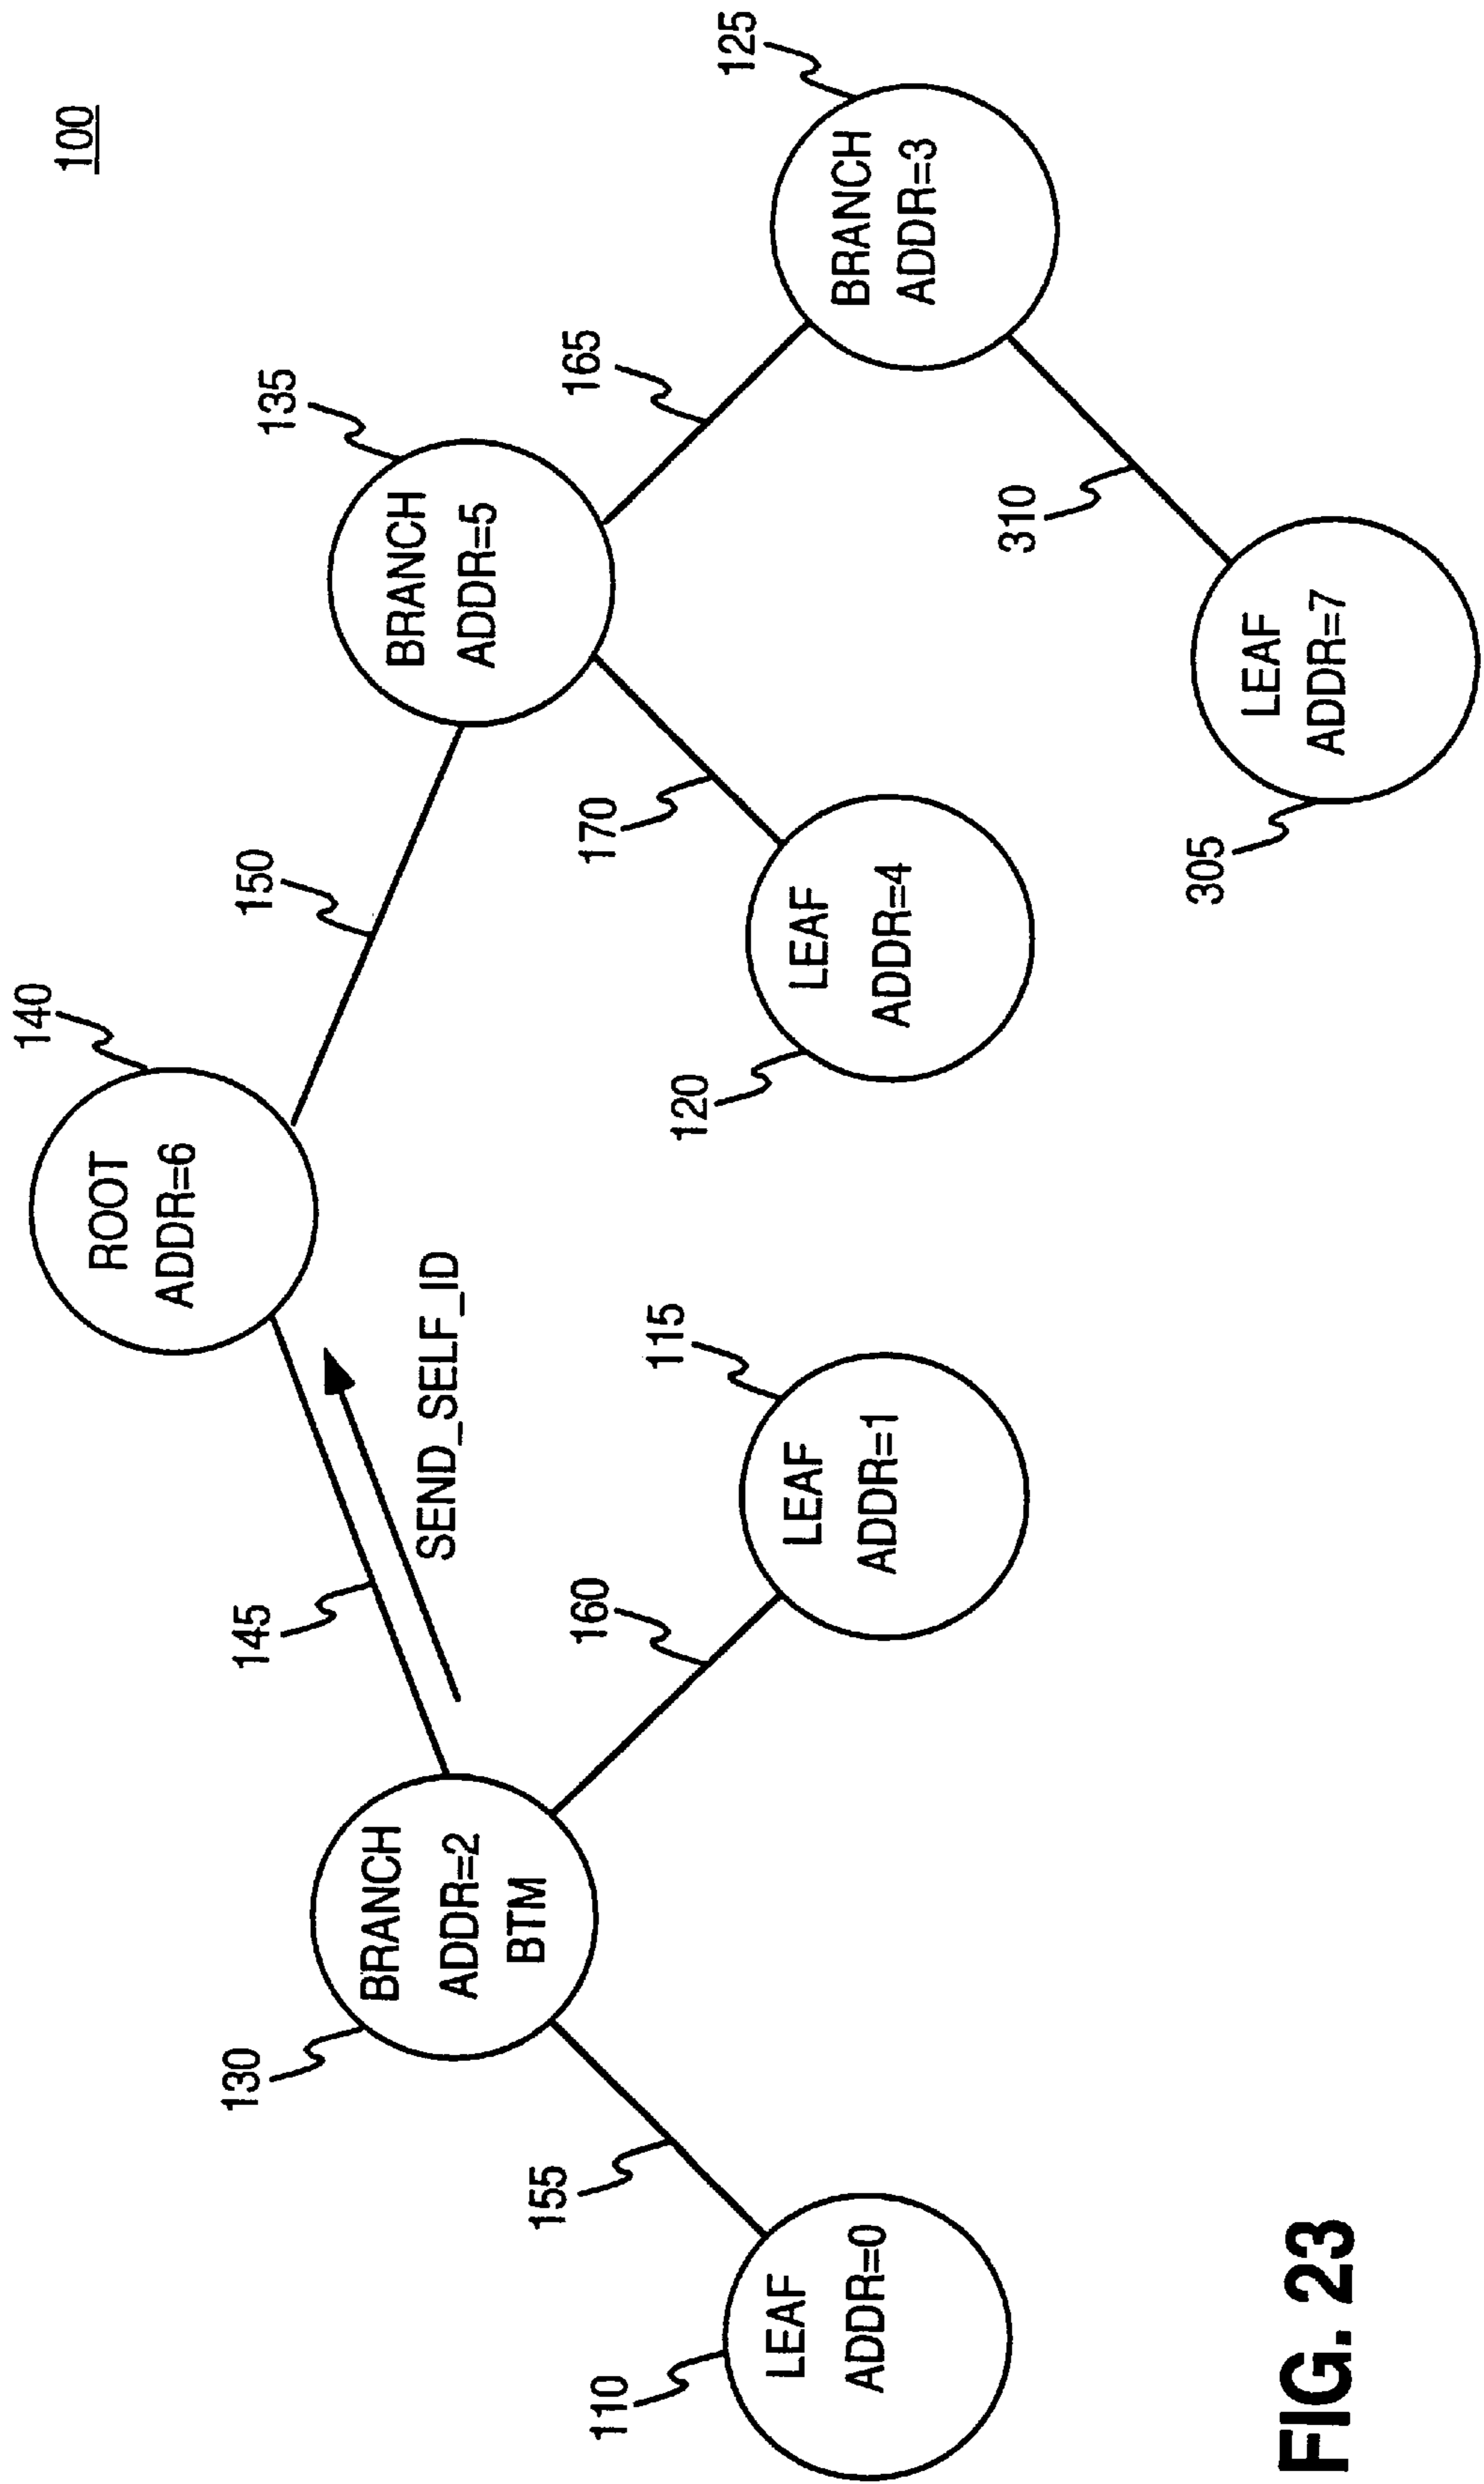 100
140
ROOT
ADDR=6
145
SEND_SELF_ID
150
130
BRANCH
ADDR=2
BTM
135
BRANCH
ADDR=5
155
160
170
165
110
LEAF
ADDR=0
115
LEAF
ADDR=1
120
LEAF
ADDR=4
125
BRANCH
ADDR=3
310
305
LEAF
ADDR=7
FIG. 23